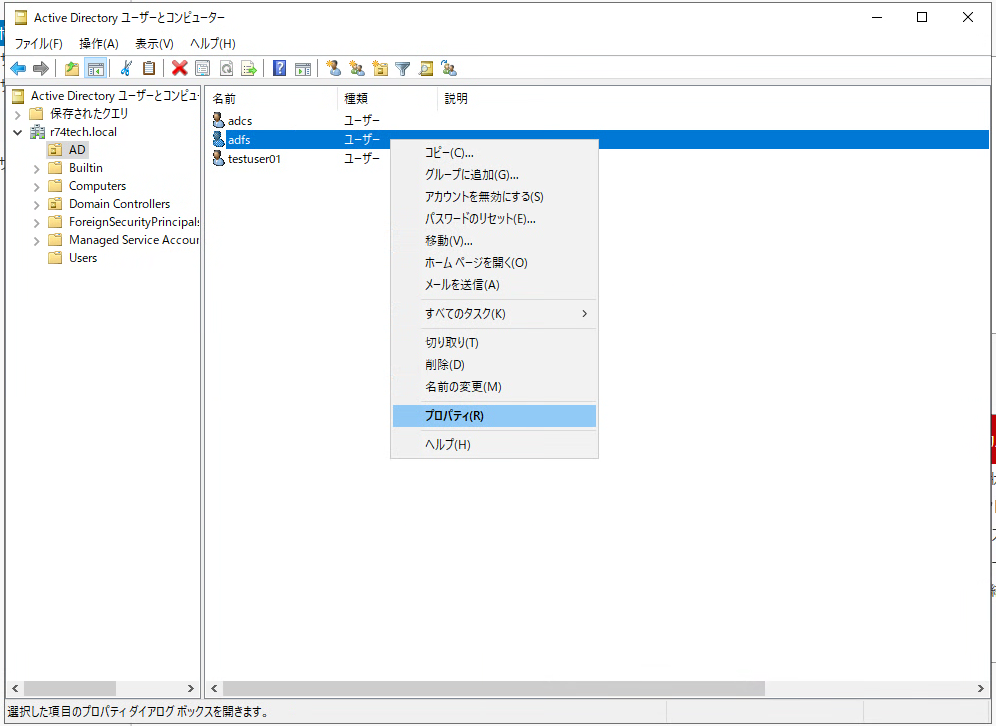 Active Directory ユーザーとコンピューター
ファイル(F) 操作(A) 表示(V) ヘルプ(H)
Active Directory ユーザーとコンピュ
保存されたクエリ
r74tech.local
AD
Builtin
Computers
Domain Controllers
ForeignSecurityPrincipals
Managed Service Accour
Users
名前 種類 説明
adcs ユーザー
adfs ユーザー
testuser01 ユーザー
コピー(C)...
グループに追加(G)...
アカウントを無効にする(S)
パスワードのリセット(E)...
移動(V)...
ホーム ページを開く(O)
メールを送信(A)
すべてのタスク(K)
切り取り(T)
削除(D)
名前の変更(M)
プロパティ(R)
ヘルプ(H)
選択した項目のプロパティ ダイアログ ボックスを開きます。